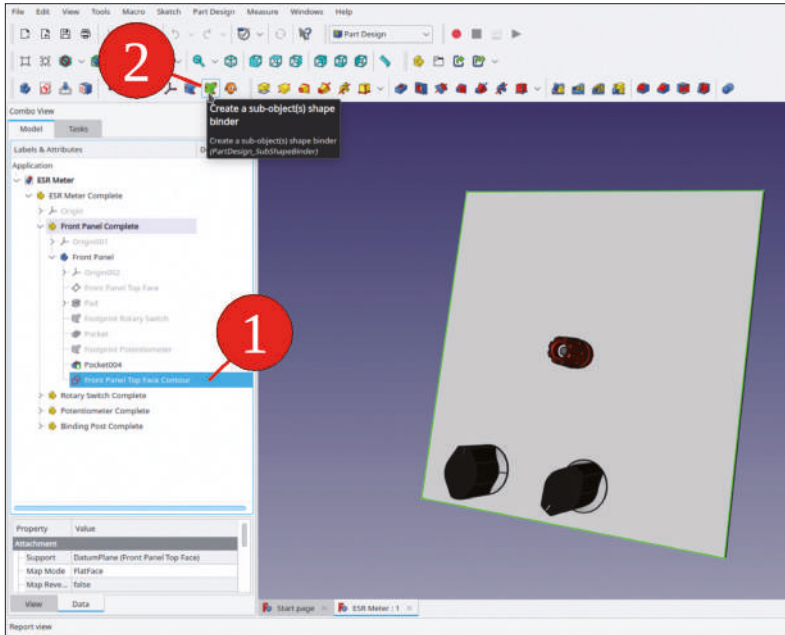 File Edit View Tools Macro Sketch Part Design Measure Windows Help
Part Design
2
Create a sub-object(s) shape
binder
Create a sub-object(s) shape binder
(PartDesign_SubShapeBinder)
Combo View
Model Tasks
Labels & Attributes
Application
ESR Meter
ESR Meter Complete
Origin
Front Panel Complete
Origin001
Front Panel
Origin002
Front Panel Top Face
Pad
Footprint Rotary Switch
Pocket
Footprint Potentiometer
Pocket004
1
Front Panel Top Face Contour
Rotary Switch Complete
Potentiometer Complete
Binding Post Complete
Property Value
Attachment
Support DatumPlane (Front Panel Top Face)
Map Mode FlatFace
Map Reve... false
View Data
Start page ESR Meter : 1
Report view